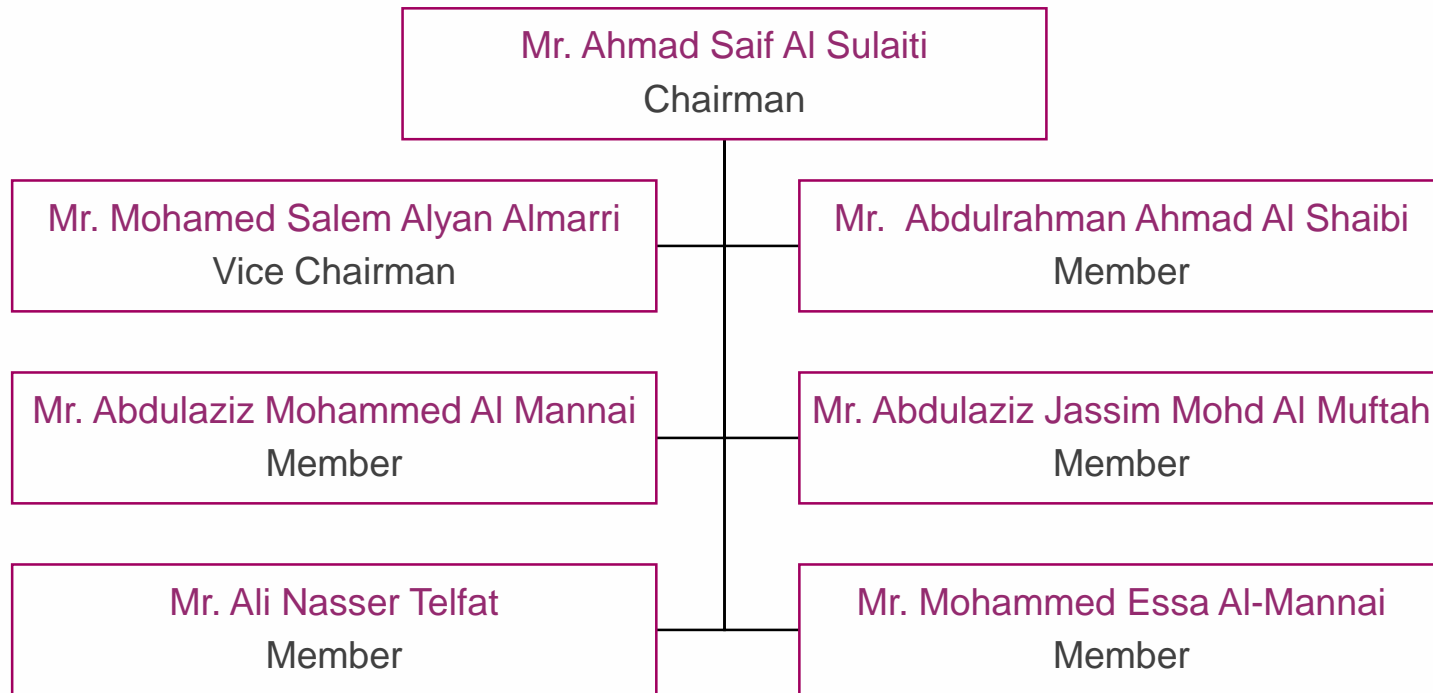 Mr. Ahmad Saif Al Sulaiti
Chairman
Mr. Mohamed Salem Alyan Almarri
Vice Chairman
Mr. Abdulrahman Ahmad Al Shaibi
Member
Mr. Abdulaziz Mohammed Al Mannai
Member
Mr. Abdulaziz Jassim Mohd Al Muftah
Member
Mr. Ali Nasser Telfat
Member
Mr. Mohammed Essa Al-Mannai
Member